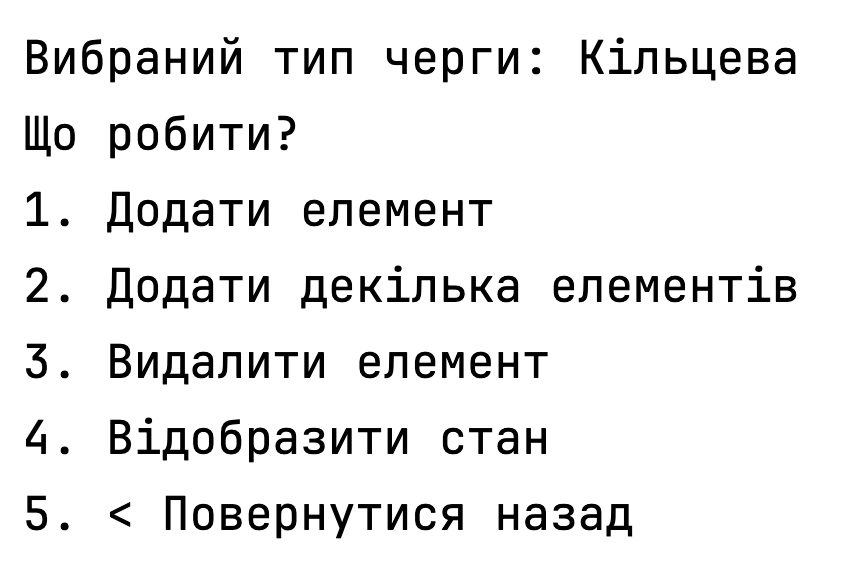 Вибраний тип черги: Кільцева
Що робити?
1. Додати елемент
2. Додати декілька елементів
3. Видалити елемент
4. Відобразити стан
5. < Повернутися назад